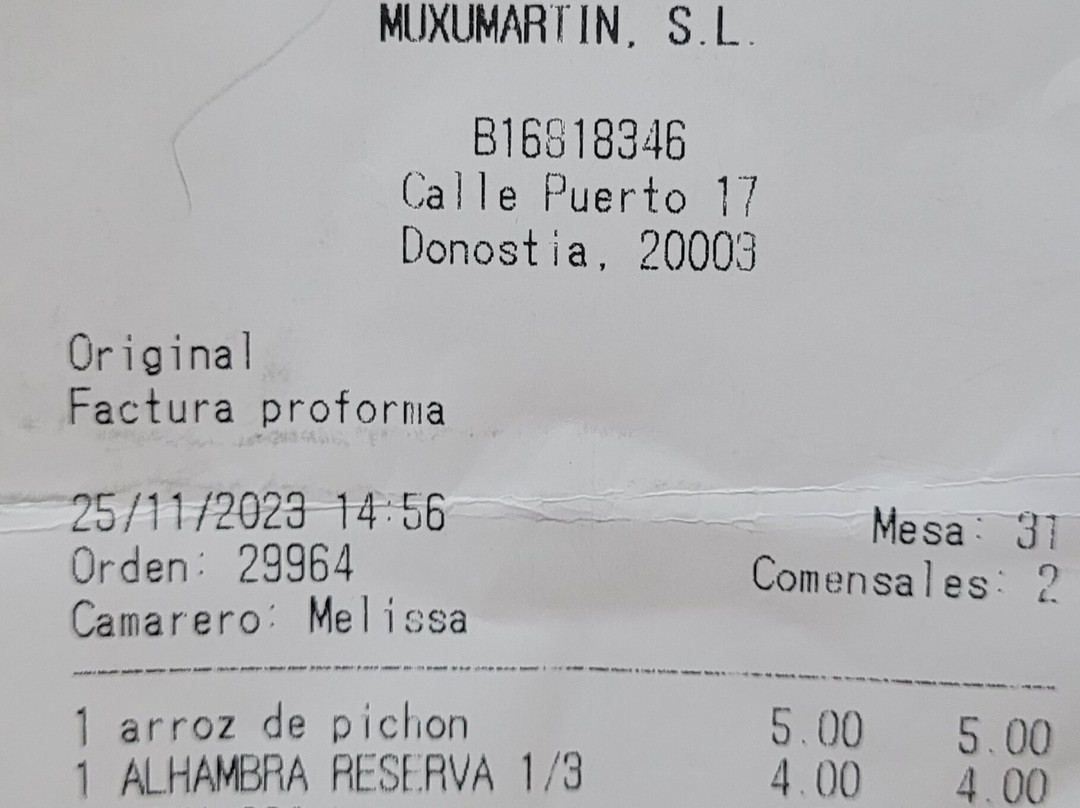 MUXUMARTIN, S.L.
B16818346
Calle Puerto 17
Donostia, 20003
Original
Factura proforma
25/11/2023 14:56
Mesa: 31
Orden: 29964
Comensales: 2
Camarero: Melissa
1 arroz de pichon 5.00 5.00
1 ALHAMBRA RESERVA 1/3 4.00 4.00